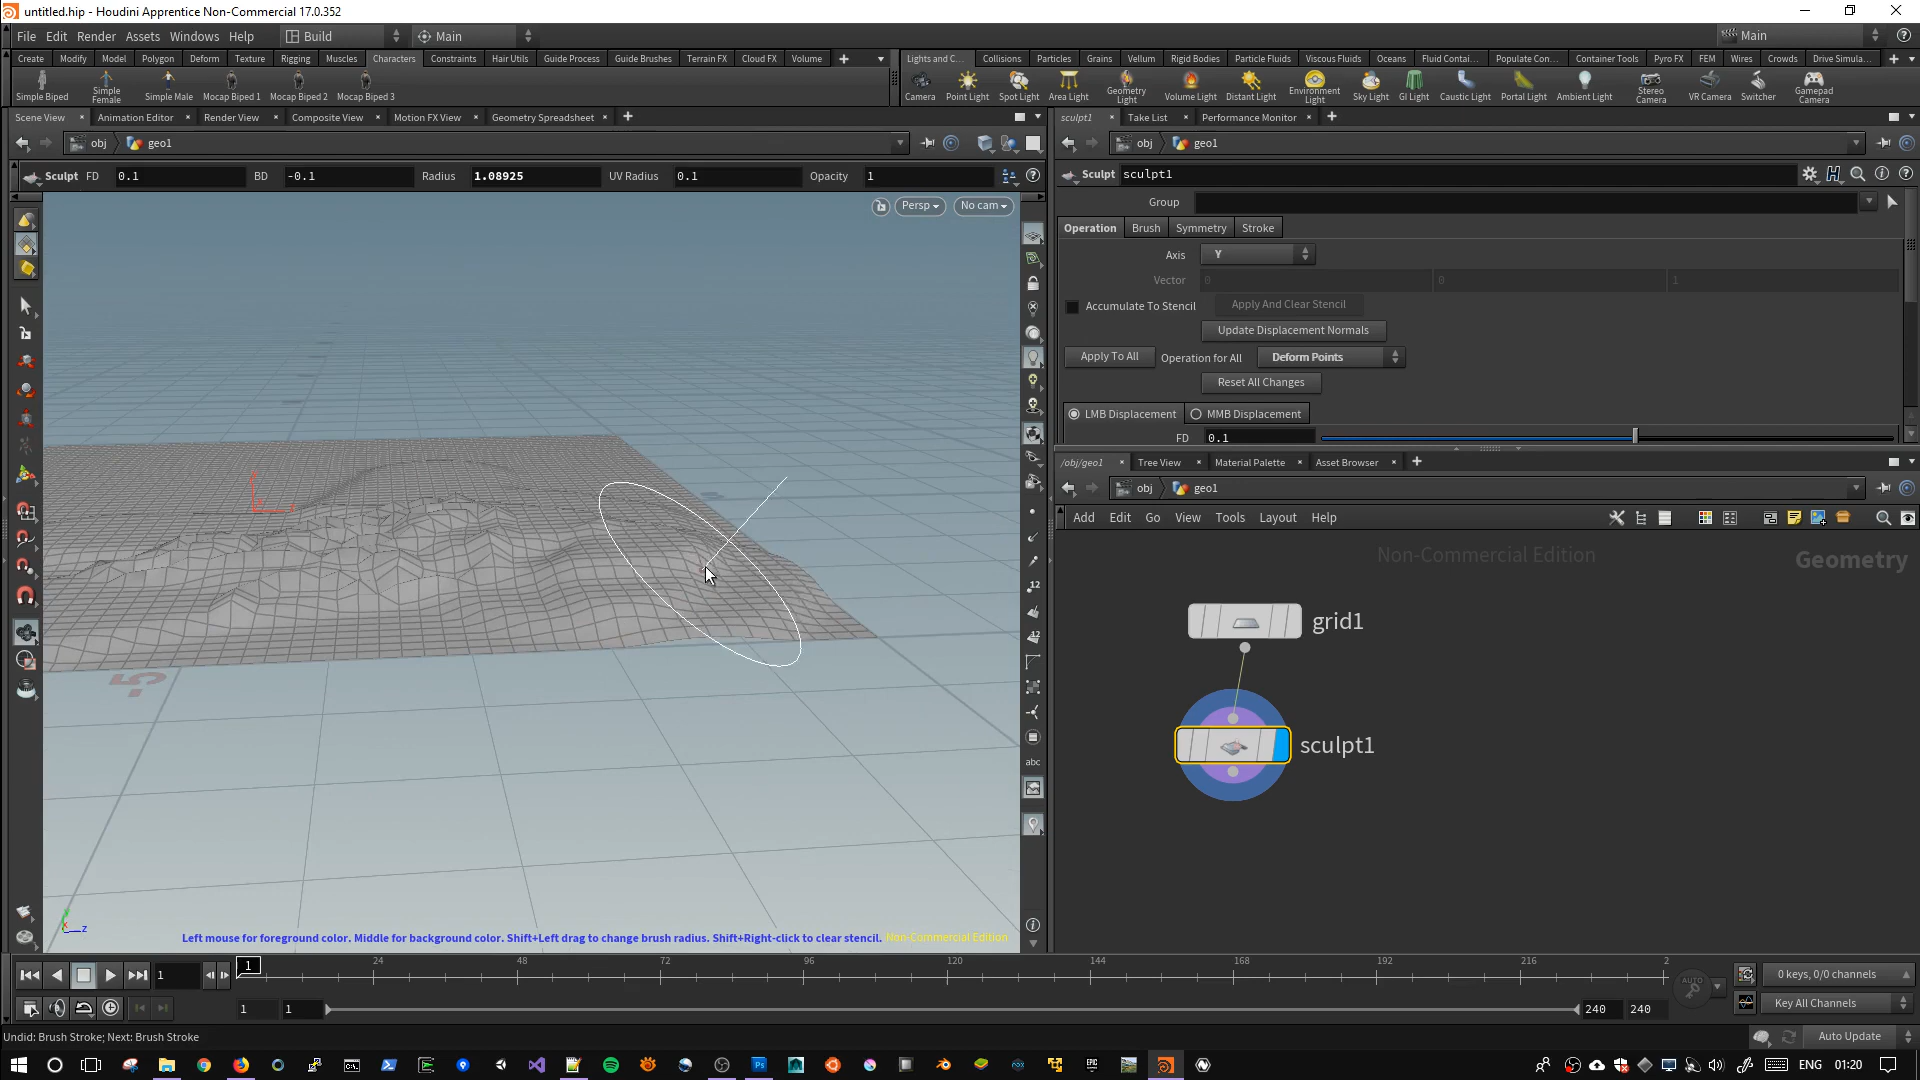 untitled.hip - Houdini Apprentice Non-Commercial 17.0.352
File Edit Render Assets Windows Help Build Main Main
Create Modify Model Polygon Deform Texture Rigging Muscles Characters Constraints Hair Utils Guide Process Guide Brushes Terrain FX Cloud FX Volume
Simple Biped Simple Female Simple Male Mocap Biped 1 Mocap Biped 2 Mocap Biped 3
Lights and C... Collisions Particles Grains Vellum Rigid Bodies Particle Fluids Viscous Fluids Oceans Fluid Contai... Populate Con... Container Tools Pyro FX FEM Wires Crowds Drive Simula...
Camera Point Light Spot Light Area Light Geometry Light Volume Light Distant Light Environment Light Sky Light GI Light Caustic Light Portal Light Ambient Light Stereo Camera VR Camera Switcher Gamepad Camera
Scene View Animation Editor Render View Composite View Motion FX View Geometry Spreadsheet
obj geo1
Sculpt FD 0.1 BD -0.1 Radius 1.08925 UV Radius 0.1 Opacity 1
Persp No cam
12
12
abc
z
Left mouse for foreground color. Middle for background color. Shift+Left drag to change brush radius. Shift+Right-click to clear stencil. Non-Commercial Edition
sculpt1 Take List Performance Monitor
obj geo1
Sculpt sculpt1
Group
Operation Brush Symmetry Stroke
Axis Y
Vector 0 0 1
Accumulate To Stencil Apply And Clear Stencil
Update Displacement Normals
Apply To All Operation for All Deform Points
Reset All Changes
LMB Displacement MMB Displacement
FD 0.1
/obj/geo1 Tree View Material Palette Asset Browser
obj geo1
Add Edit Go View Tools Layout Help
Non-Commercial Edition Geometry
grid1
sculpt1
1 1 24 48 72 96 120 144 168 192 216 2
AUTO 0 keys, 0/0 channels
1 1 240 240 Key All Channels
Undid: Brush Stroke; Next: Brush Stroke Auto Update
ENG 01:20